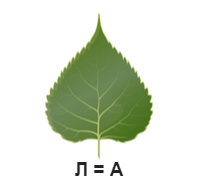 Л = А